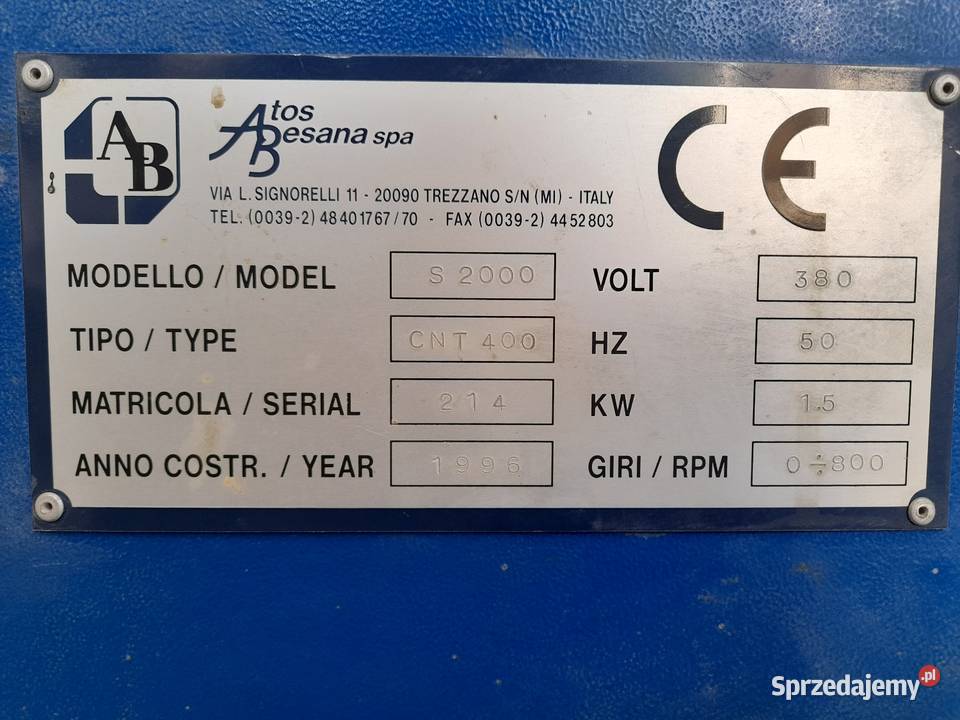 AB
Atos
Besana spa
CE
VIA L. SIGNORELLI 11 - 20090 TREZZANO S/N (MI) - ITALY
TEL. (0039-2) 48401767/70 - FAX (0039-2) 4452803
MODELLO / MODEL S 2000 VOLT 380
TIPO / TYPE CNT 400 HZ 50
MATRICOLA / SERIAL 214 KW 1.5
ANNO COSTR. / YEAR 1996 GIRI / RPM 0÷800
Sprzedajemy.pl